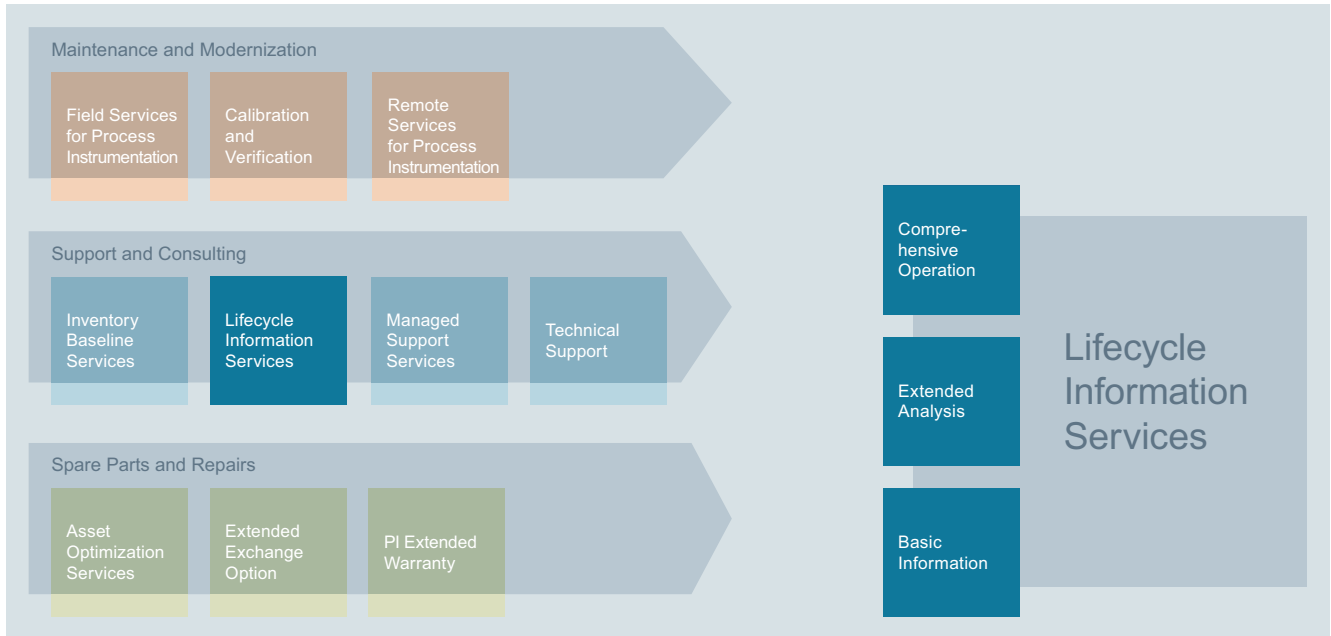 Maintenance and Modernization
Field Services
for Process
Instrumentation
Calibration
and
Verification
Remote
Services
for Process
Instrumentation
Support and Consulting
Inventory
Baseline
Services
Lifecycle
Information
Services
Managed
Support
Services
Technical
Support
Spare Parts and Repairs
Asset
Optimization
Services
Extended
Exchange
Option
PI Extended
Warranty
Compre-
hensive
Operation
Extended
Analysis
Basic
Information
Lifecycle
Information
Services